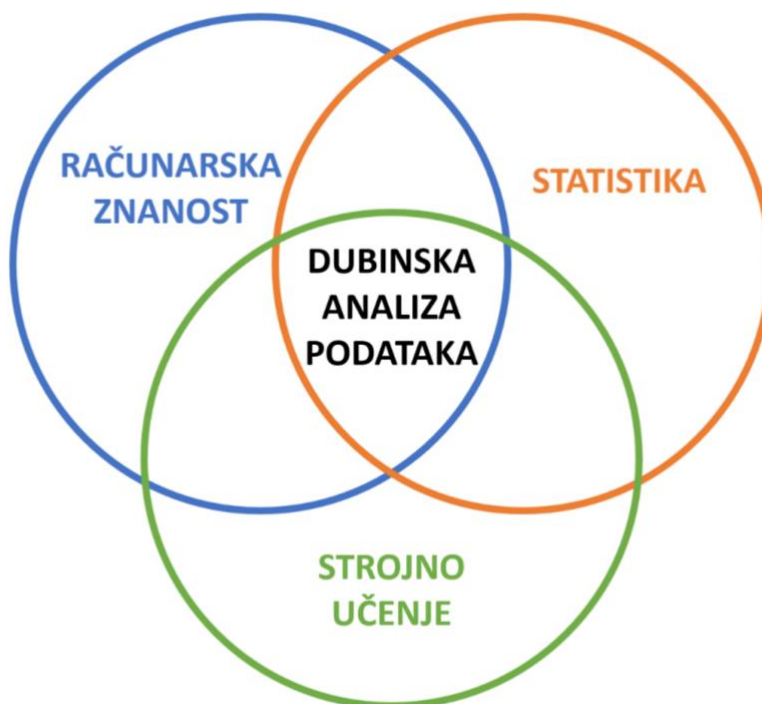 RAČUNARSKA
ZNANOST
STATISTIKA
DUBINSKA
ANALIZA
PODATAKA
STROJNO
UČENJE